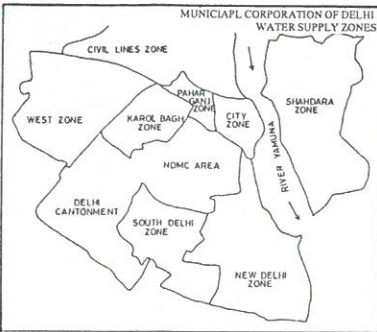 MUNICIAPL CORPORATION OF DELHI
WATER SUPPLY ZONES
CIVIL LINES ZONE
PAHAR
GANJ
ZONE
SHAHDARA
ZONE
WEST ZONE
KAROL BAGH
ZONE
CITY
ZONE
NDMC AREA
RIVER YAMUNA
DELHI
CANTONMENT
SOUTH DELHI
ZONE
NEW DELHI
ZONE